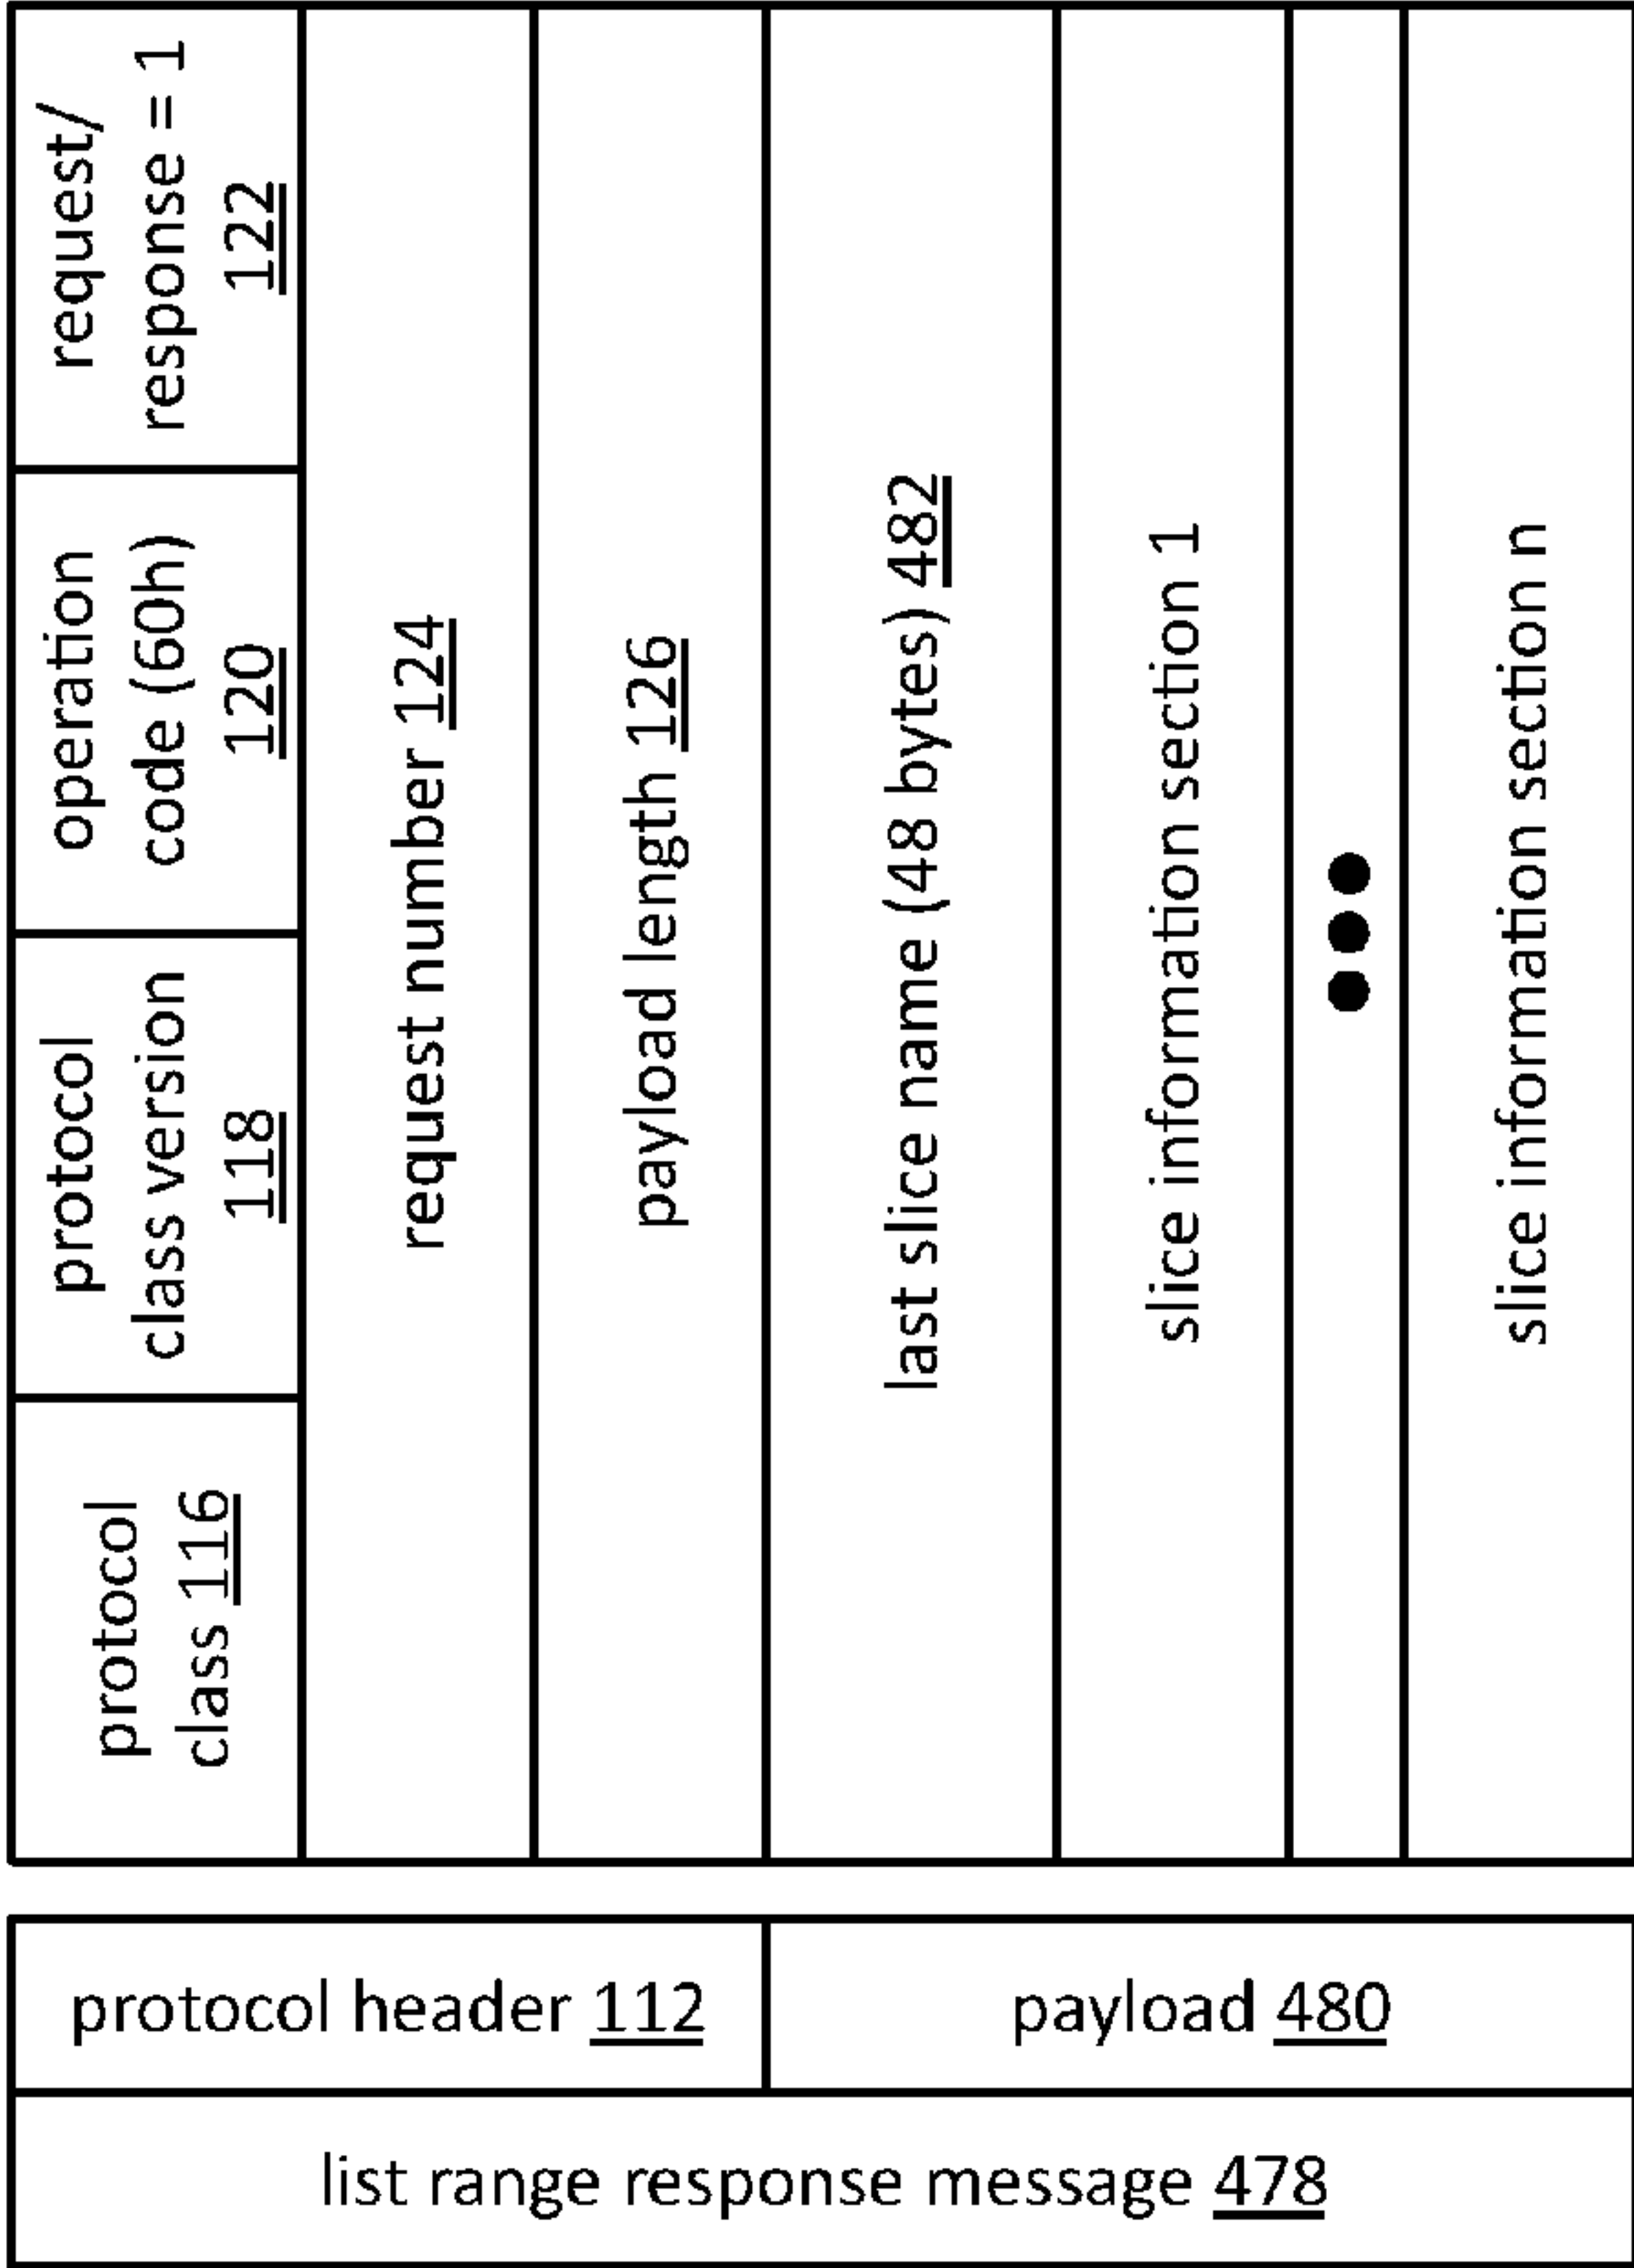 list range response message 478
protocol header 112
payload 480
protocol
class 116
protocol
class version
118
operation
code (60h)
120
request/
response = 1
122
request number 124
payload length 126
last slice name (48 bytes) 482
slice information section 1
●●●
slice information section n